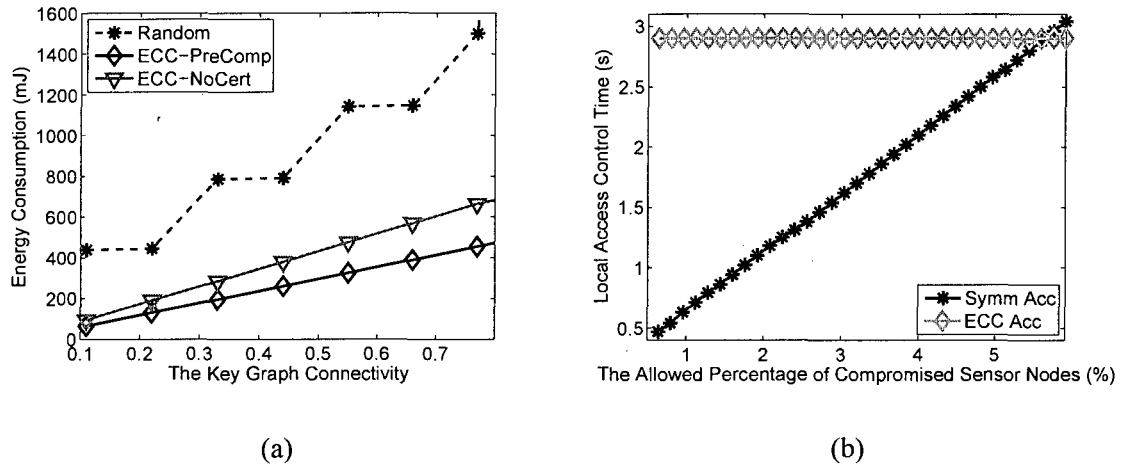 1600
1400
1200
1000
800
600
400
200
0
Energy Consumption (mJ)
Random
ECC-PreComp
ECC-NoCert
0.1 0.2 0.3 0.4 0.5 0.6 0.7
The Key Graph Connectivity
(a)
3
2.5
2
1.5
1
0.5
Local Access Control Time (s)
Symm Acc
ECC Acc
1 2 3 4 5
The Allowed Percentage of Compromised Sensor Nodes (%)
(b)